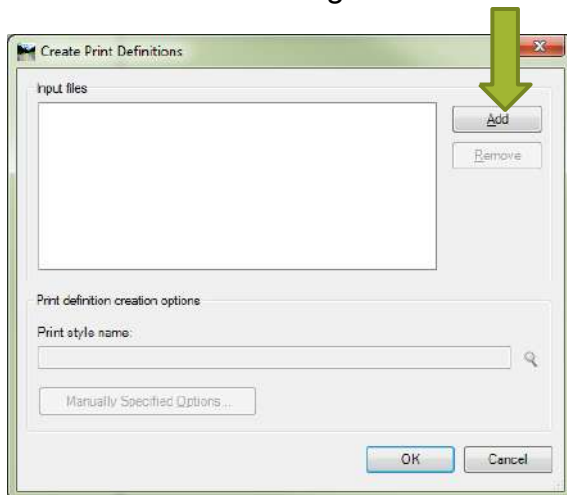 Create Print Definitions
Input files
Add
Remove
Print definition creation options
Print style name:
Manually Specified Options...
OK
Cancel